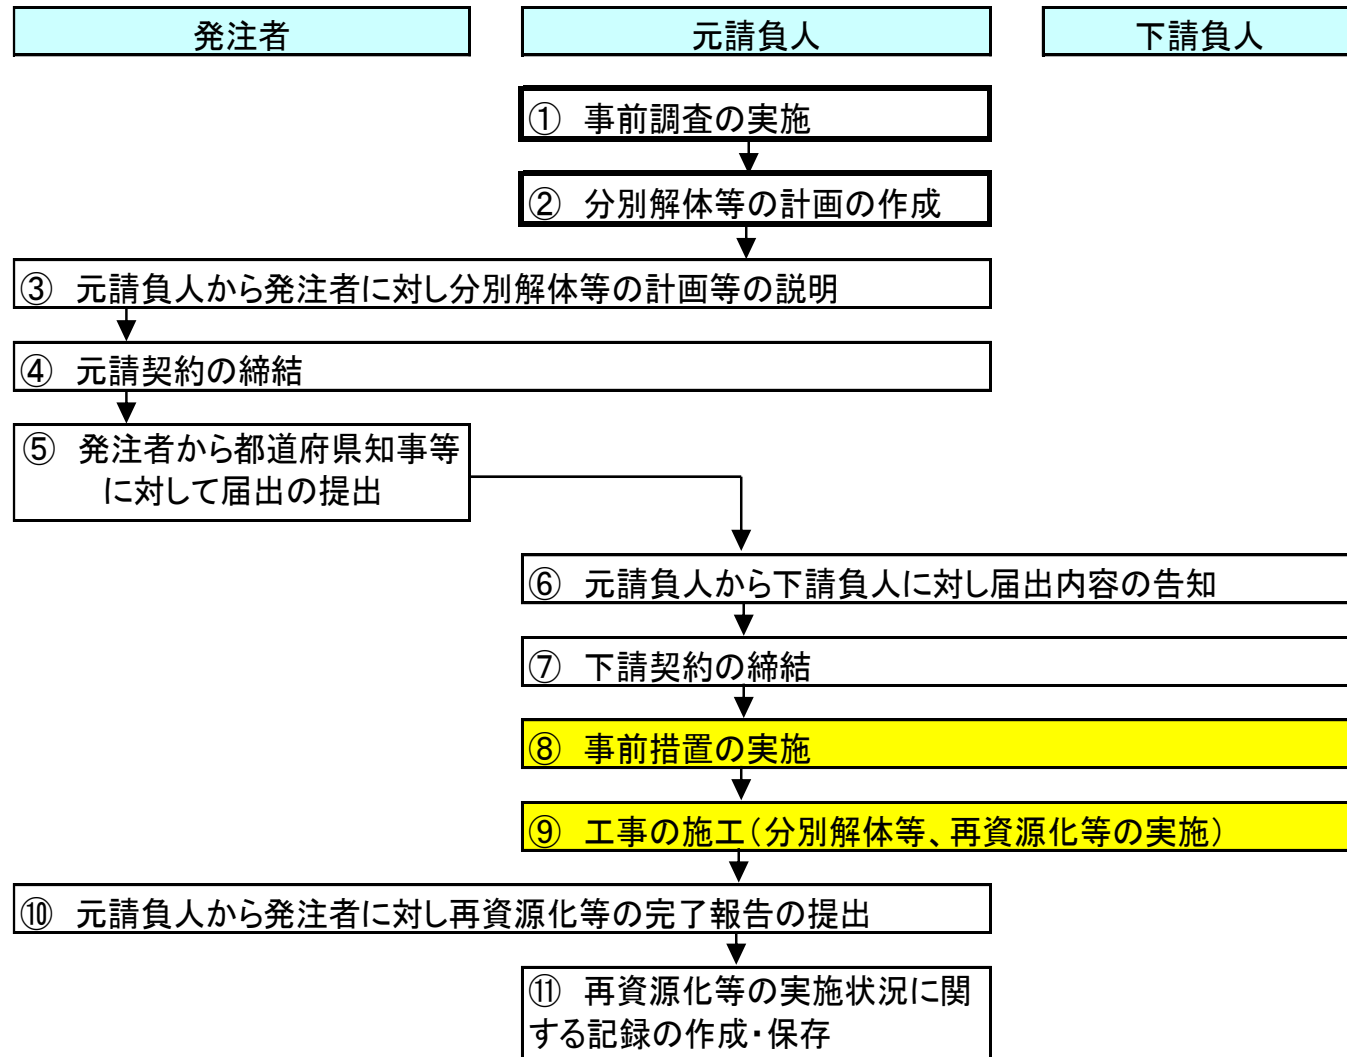 発注者
元請負人
下請負人
① 事前調査の実施
② 分別解体等の計画の作成
③ 元請負人から発注者に対し分別解体等の計画等の説明
④ 元請契約の締結
⑤ 発注者から都道府県知事等
に対して届出の提出
⑥ 元請負人から下請負人に対し届出内容の告知
⑦ 下請契約の締結
⑧ 事前措置の実施
⑨ 工事の施工(分別解体等、再資源化等の実施)
⑩ 元請負人から発注者に対し再資源化等の完了報告の提出
⑪ 再資源化等の実施状況に関
する記録の作成・保存